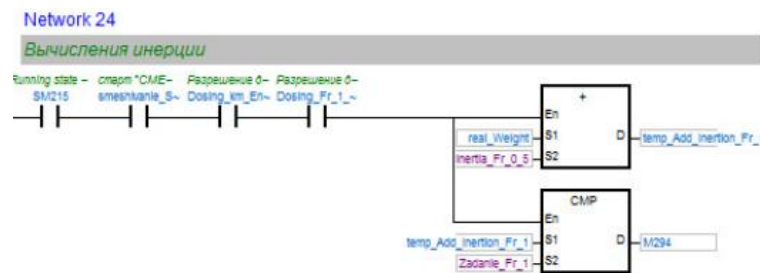 Network 24
Вычисления инерции
Running state – старт "СМЕ– Разрешение д– Разрешение д–
SM215 smeshivanie_S~ Dosing_km_En~ Dosing_Fr_1_~
+
En
real_Weight S1 D temp_Add_Inertion_Fr_
Inertia_Fr_0_5 S2
CMP
En
temp_Add_Inertion_Fr_1 S1 D M294
Zadanie_Fr_1 S2